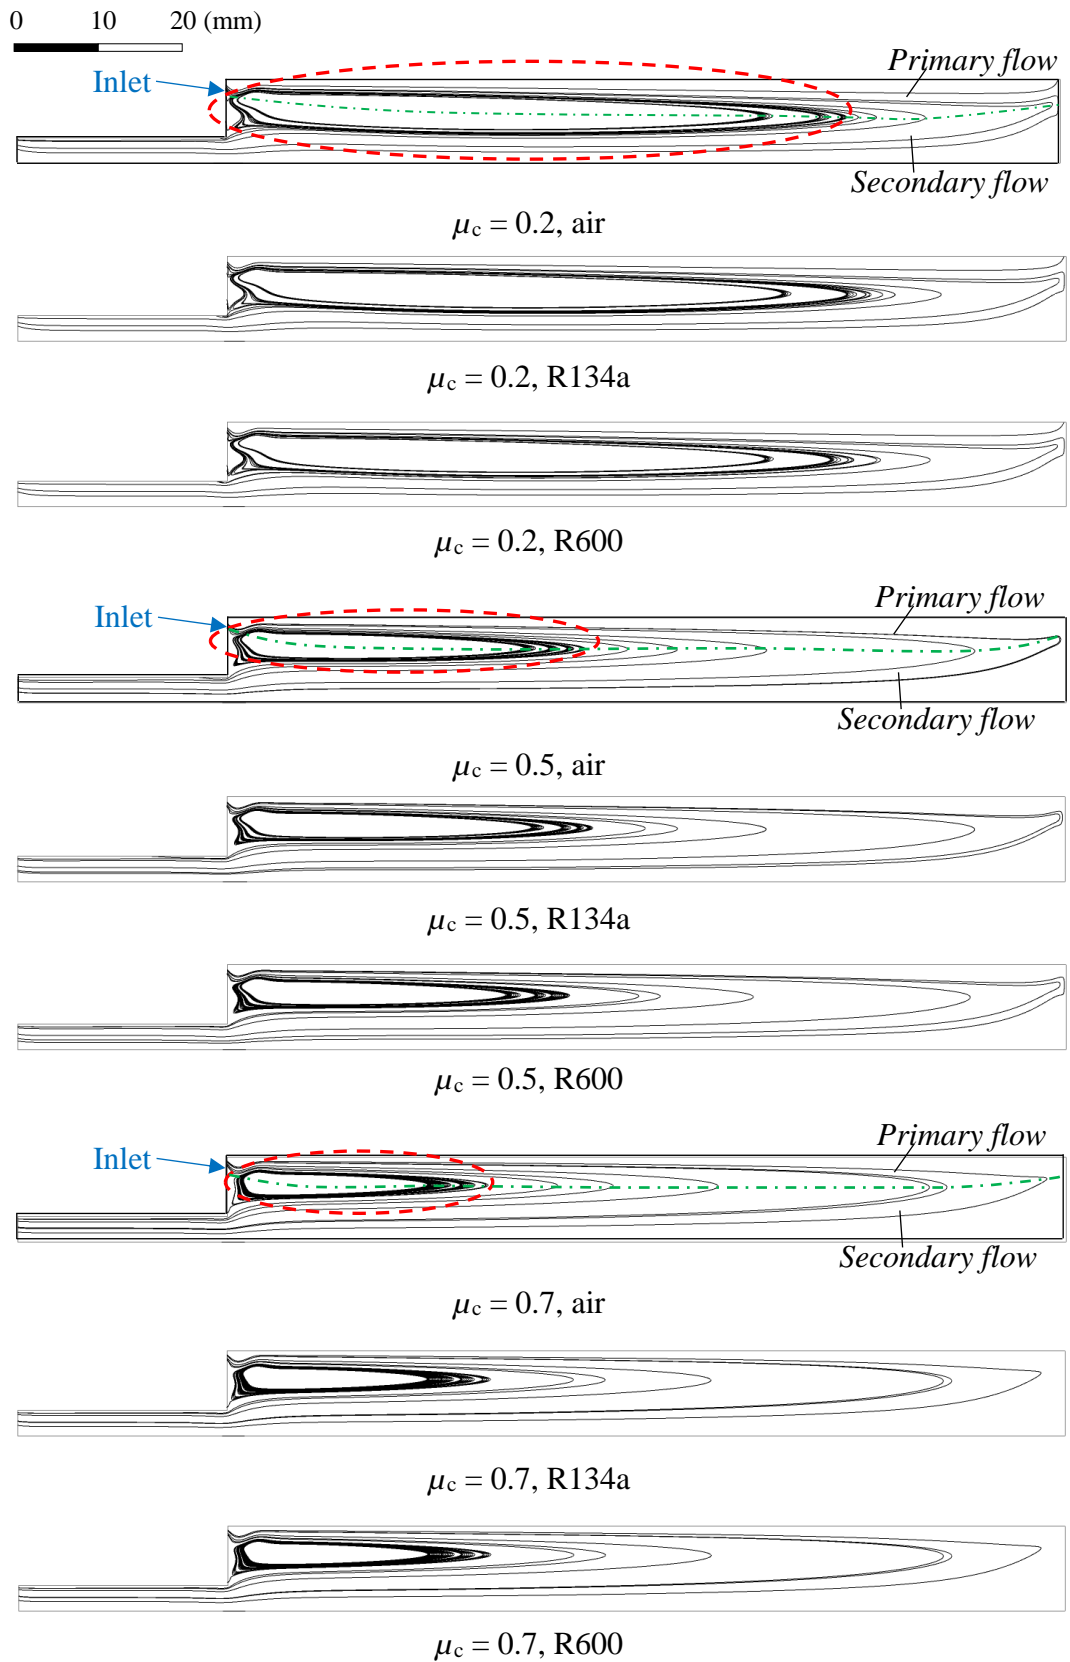 0 10 20 (mm)
Inlet
Primary flow
Secondary flow
μc = 0.2, air
μc = 0.2, R134a
μc = 0.2, R600
Inlet
Primary flow
Secondary flow
μc = 0.5, air
μc = 0.5, R134a
μc = 0.5, R600
Inlet
Primary flow
Secondary flow
μc = 0.7, air
μc = 0.7, R134a
μc = 0.7, R600